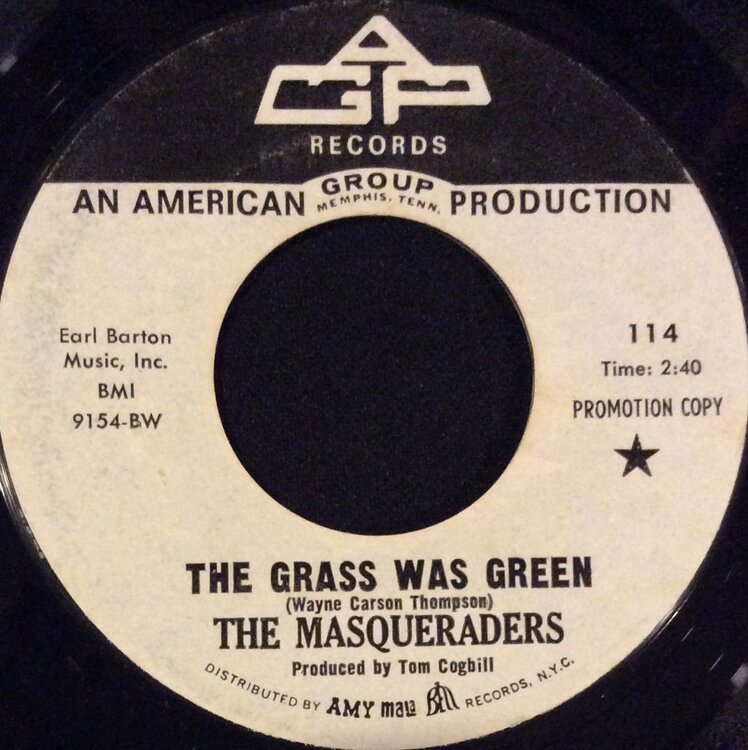 AGP
RECORDS
AN AMERICAN GROUP PRODUCTION
MEMPHIS, TENN.
Earl Barton
Music, Inc.
BMI
9154-BW
114
Time: 2:40
PROMOTION COPY
THE GRASS WAS GREEN
(Wayne Carson Thompson)
THE MASQUERADERS
Produced by Tom Cogbill
DISTRIBUTED BY AMY mala Bell RECORDS, N.Y.C.